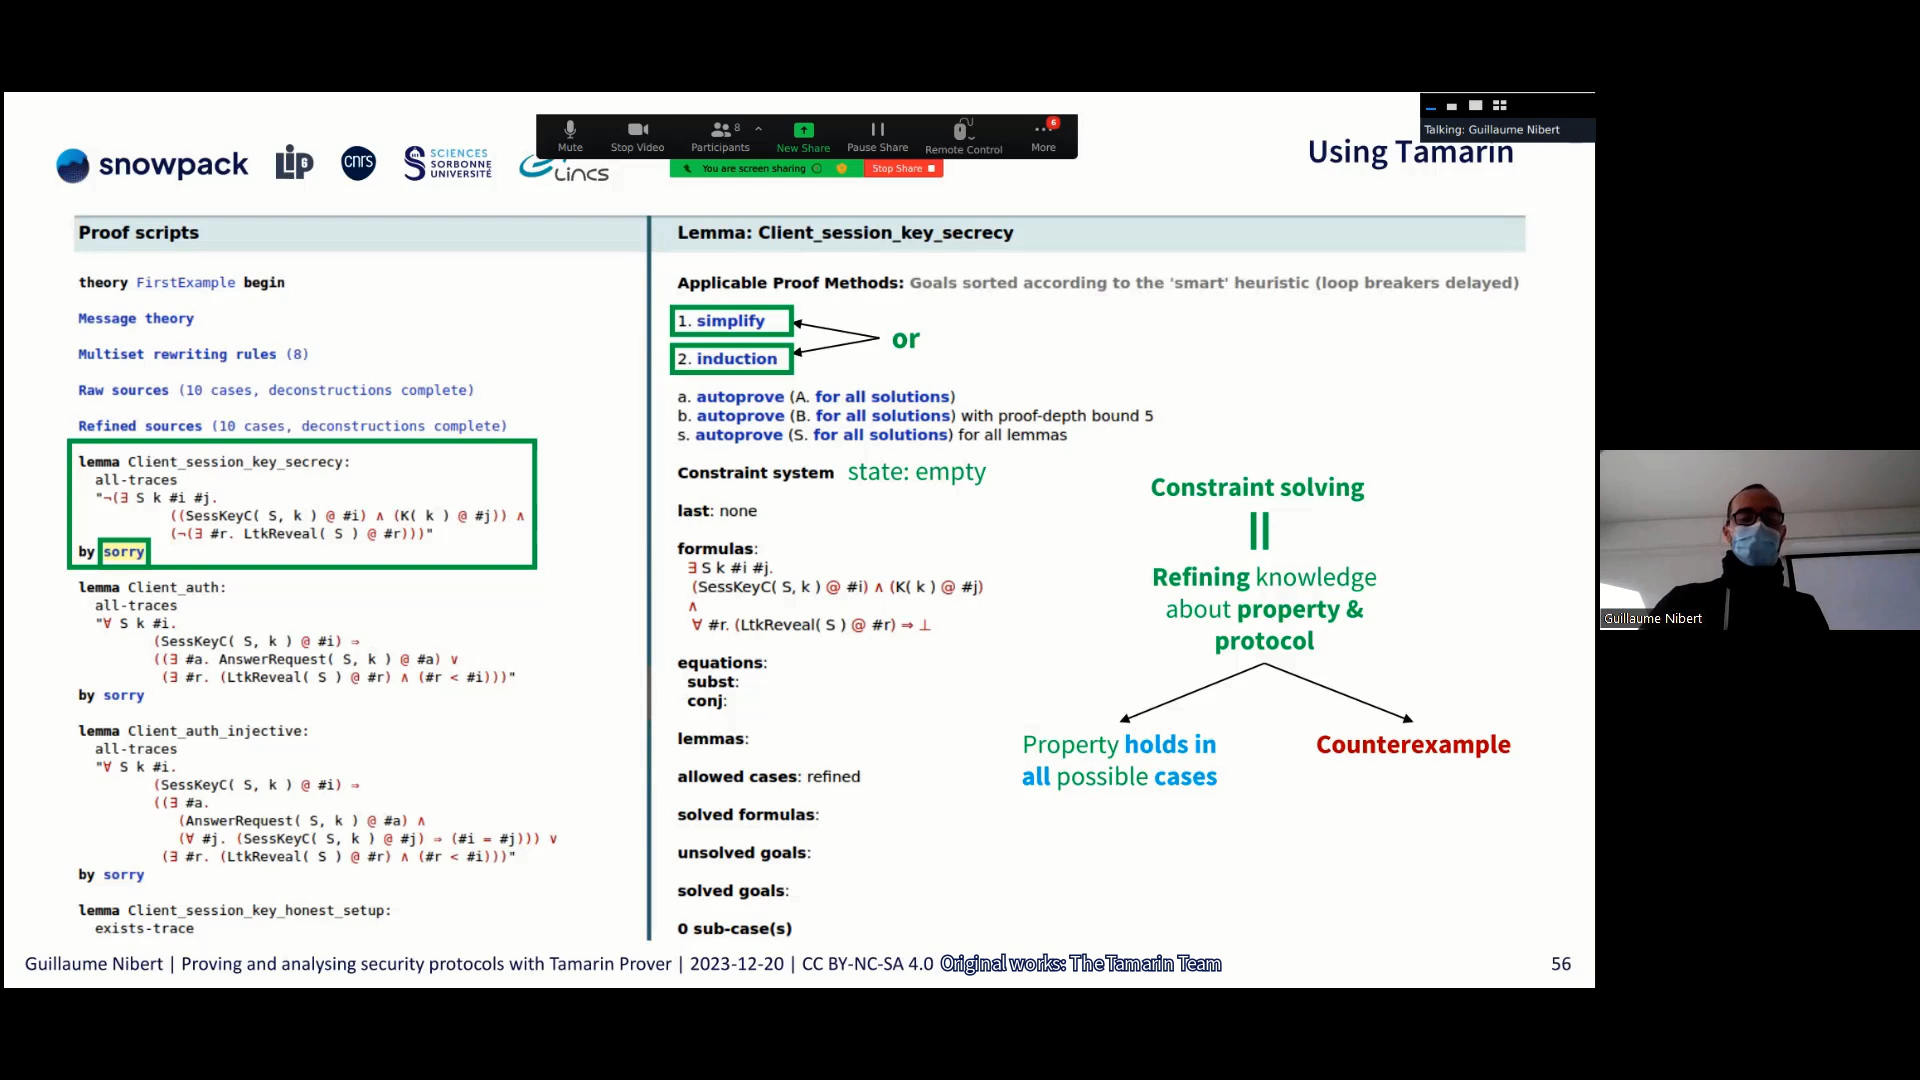 Mute
Stop Video
Participants
8
New Share
Pause Share
Remote Control
More
6
You are screen sharing
Stop Share
Talking: Guillaume Nibert
snowpack
LIP6
cnrs
SCIENCES
SORBONNE
UNIVERSITÉ
Lincs
Using Tamarin
Proof scripts
theory FirstExample begin
Message theory
Multiset rewriting rules (8)
Raw sources (10 cases, deconstructions complete)
Refined sources (10 cases, deconstructions complete)
lemma Client_session_key_secrecy:
all-traces
"¬(∃ S k #i #j.
((SessKeyC( S, k ) @ #i) ∧ (K( k ) @ #j)) ∧
(¬(∃ #r. LtkReveal( S ) @ #r)))"
by sorry
lemma Client_auth:
all-traces
"∀ S k #i.
(SessKeyC( S, k ) @ #i) ⇒
((∃ #a. AnswerRequest( S, k ) @ #a) ∨
(∃ #r. (LtkReveal( S ) @ #r) ∧ (#r < #i)))"
by sorry
lemma Client_auth_injective:
all-traces
"∀ S k #i.
(SessKeyC( S, k ) @ #i) ⇒
((∃ #a.
(AnswerRequest( S, k ) @ #a) ∧
(∀ #j. (SessKeyC( S, k ) @ #j) ⇒ (#i = #j))) ∨
(∃ #r. (LtkReveal( S ) @ #r) ∧ (#r < #i)))"
by sorry
lemma Client_session_key_honest_setup:
exists-trace
Lemma: Client_session_key_secrecy
Applicable Proof Methods: Goals sorted according to the 'smart' heuristic (loop breakers delayed)
1. simplify
2. induction
or
a. autoprove (A. for all solutions)
b. autoprove (B. for all solutions) with proof-depth bound 5
s. autoprove (S. for all solutions) for all lemmas
Constraint system state: empty
last: none
formulas:
∃ S k #i #j.
(SessKeyC( S, k ) @ #i) ∧ (K( k ) @ #j)
∧
∀ #r. (LtkReveal( S ) @ #r) ⇒ ⊥
equations:
subst:
conj:
lemmas:
allowed cases: refined
solved formulas:
unsolved goals:
solved goals:
0 sub-case(s)
Constraint solving
Refining knowledge
about property &
protocol
Property holds in
all possible cases
Counterexample
Guillaume Nibert | Proving and analysing security protocols with Tamarin Prover | 2023-12-20 | CC BY-NC-SA 4.0 Original works: The Tamarin Team
56
Guillaume Nibert